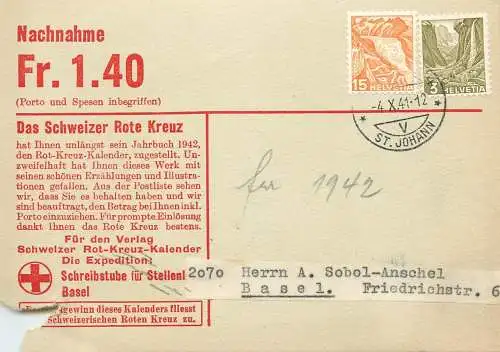 Nachnahme
Fr. 1.40
(Porto und Spesen inbegriffen)
Das Schweizer Rote Kreuz
hat Ihnen unlängst sein Jahrbuch 1942,
den Rot-Kreuz-Kalender, zugestellt. Un-
zweifelhaft hat Ihnen dieses Werk mit
seinen schönen Erzählungen und Illustra-
tionen gefallen. Aus der Postliste sehen
wir, dass Sie es behalten haben und wir
sind beauftragt, den Betrag bei Ihnen inkl.
Porto einzuziehen. Für prompte Einlösung
dankt Ihnen das Rote Kreuz bestens.
Für den Verlag
Schweizer Rot-Kreuz-Kalender
Die Expedition:
Schreibstube für Stellenl
Basel
gewinn dieses Kalenders fliesst
Schweizerischen Roten Kreuz zu.
15 HELVETIA
3 HELVETIA
-4.X.41-12
V
ST. JOHANN
für 1942
2070 Herrn A. Sobol-Anschel
Basel. Friedrichstr. 6